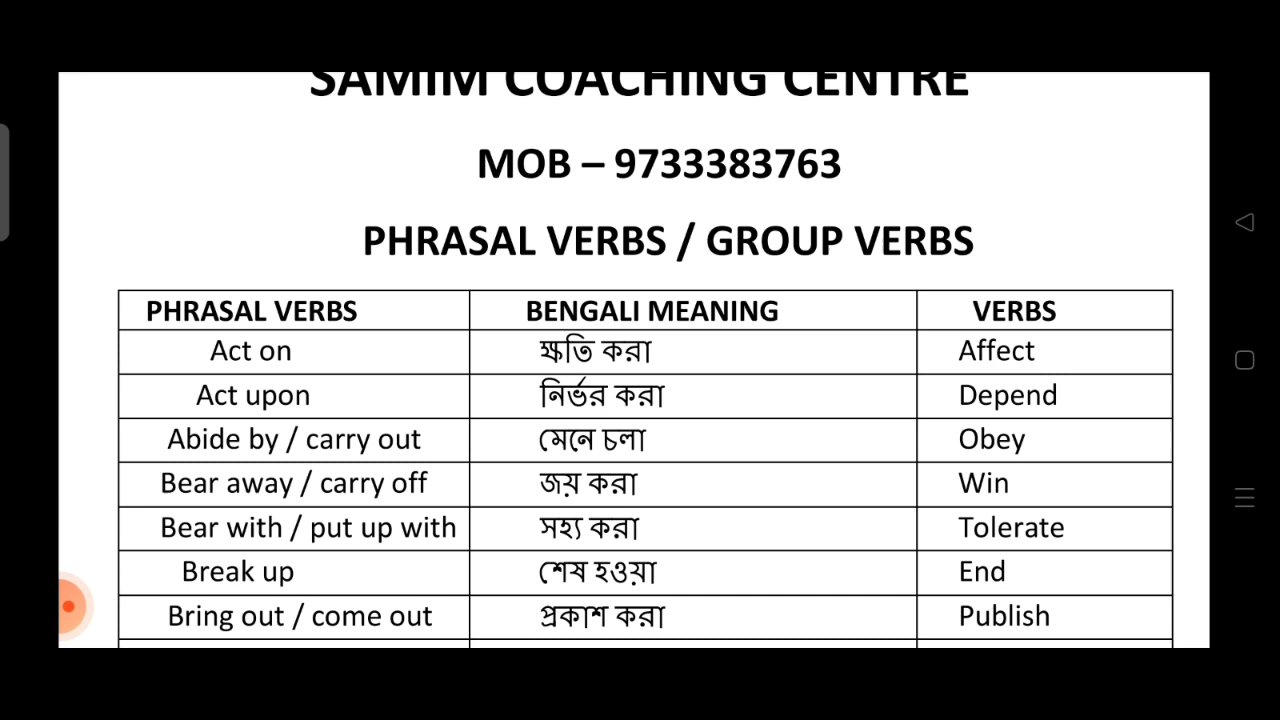 SAMIM COACHING CENTRE
MOB – 9733383763
PHRASAL VERBS / GROUP VERBS
PHRASAL VERBS BENGALI MEANING VERBS
Act on ক্ষতি করা Affect
Act upon নির্ভর করা Depend
Abide by / carry out মেনে চলা Obey
Bear away / carry off জয় করা Win
Bear with / put up with সহ্য করা Tolerate
Break up শেষ হওয়া End
Bring out / come out প্রকাশ করা Publish